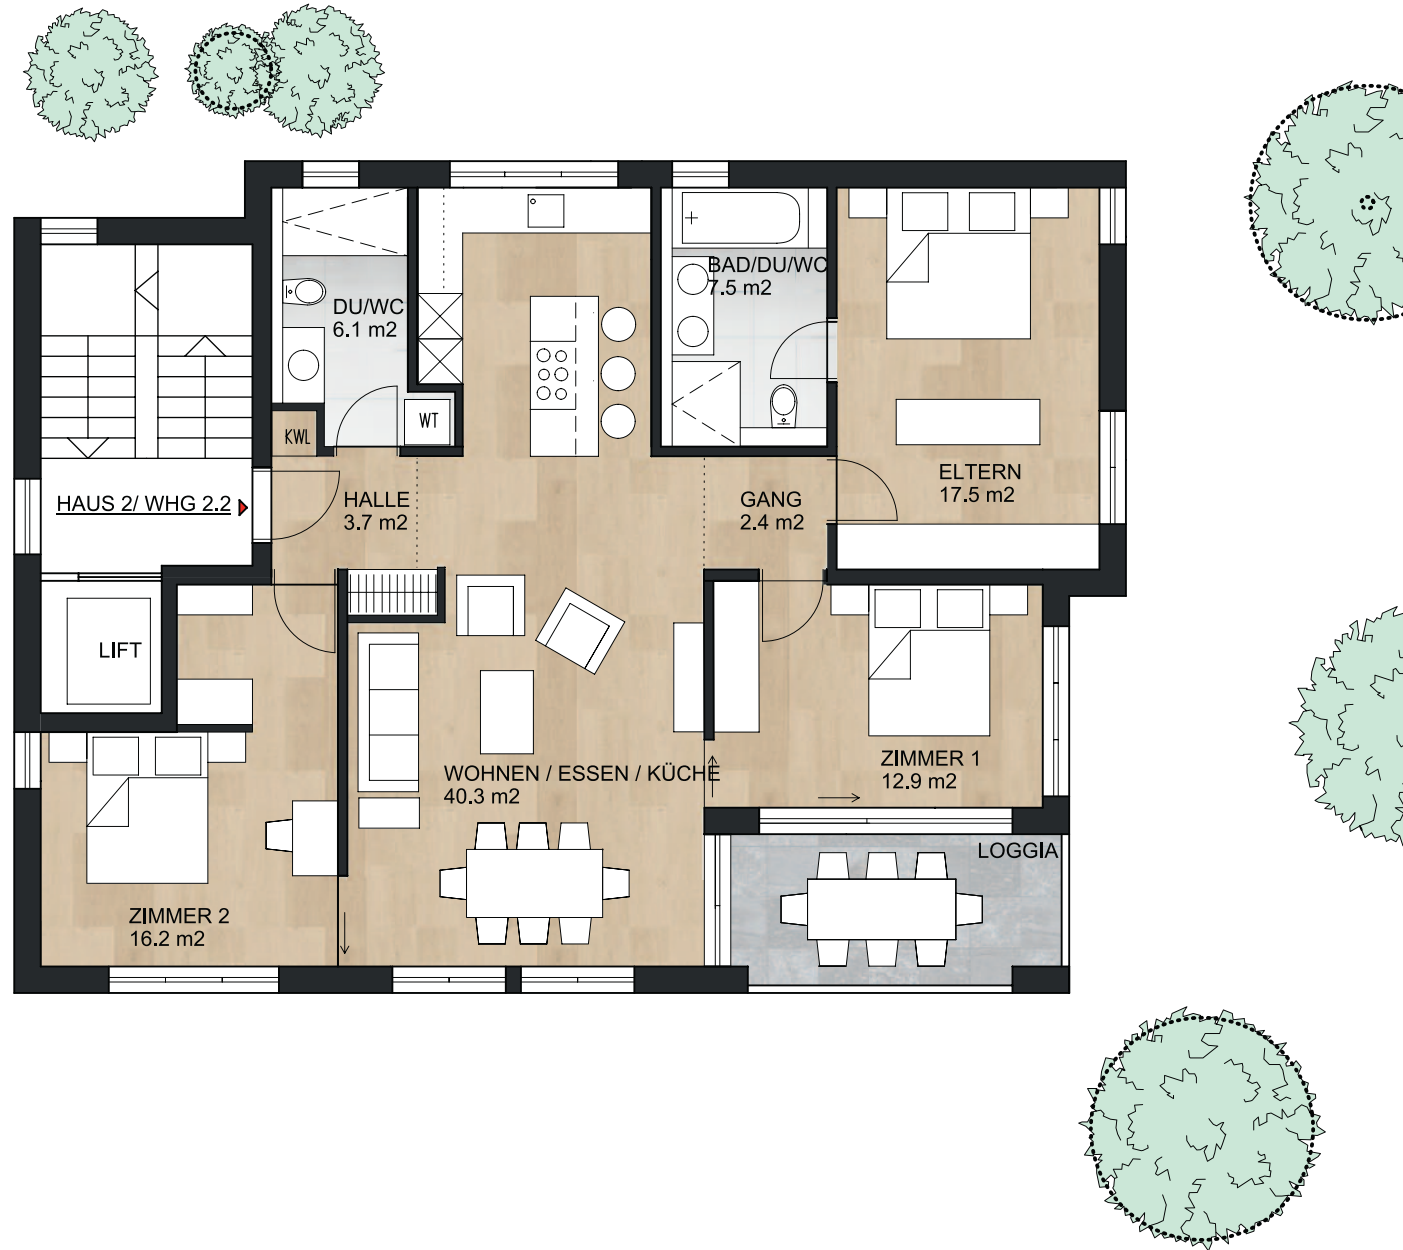 DU/WC
6.1 m2
BAD/DU/WC
7.5 m2
WT
KWL
ELTERN
17.5 m2
HAUS 2/ WHG 2.2
HALLE
3.7 m2
GANG
2.4 m2
LIFT
WOHNEN / ESSEN / KÜCHE
40.3 m2
ZIMMER 1
12.9 m2
LOGGIA
ZIMMER 2
16.2 m2